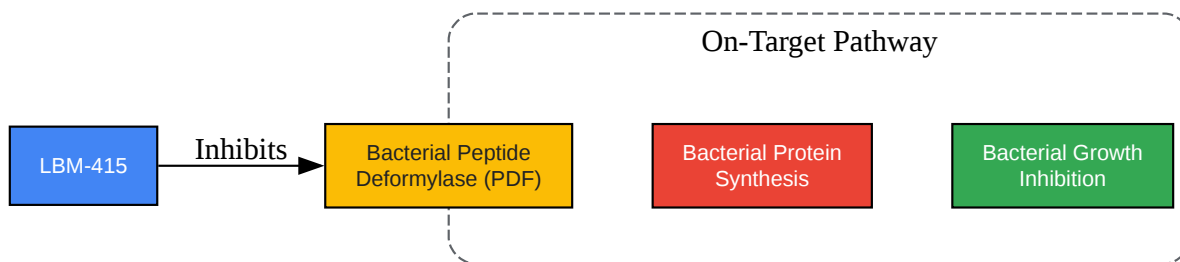 On-Target Pathway
LBM-415
Inhibits
Bacterial Peptide
Deformylase (PDF)
Bacterial Protein
Synthesis
Bacterial Growth
Inhibition